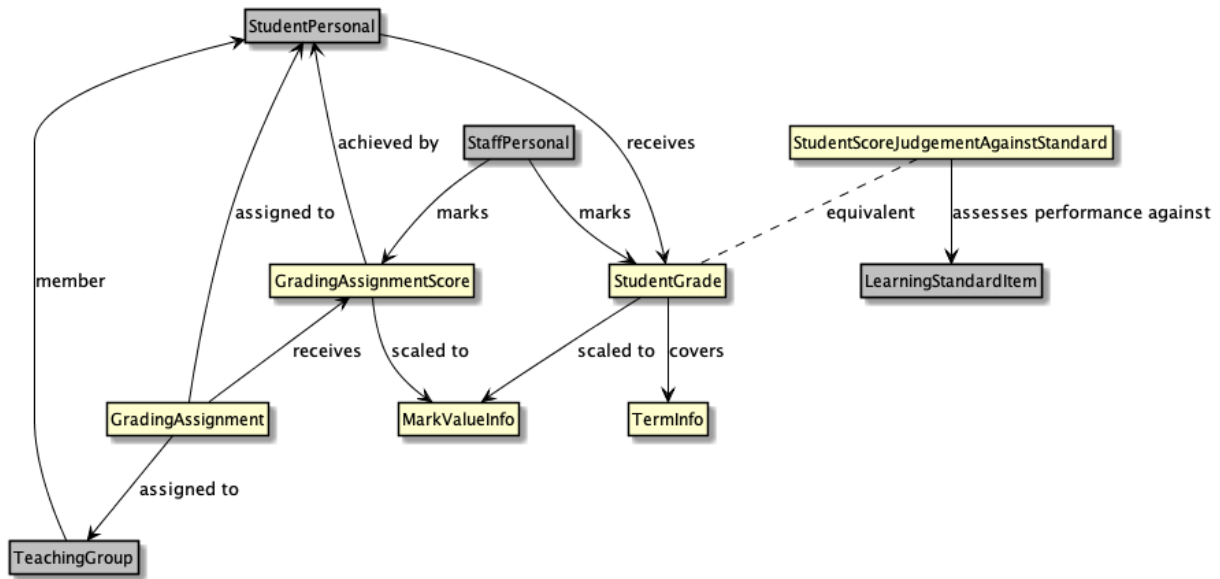 StudentPersonal
achieved by
StaffPersonal
receives
StudentScoreJudgementAgainstStandard
assigned to
marks
marks
equivalent
assesses performance against
member
GradingAssignmentScore
StudentGrade
LearningStandardItem
receives
scaled to
scaled to
covers
GradingAssignment
MarkValueInfo
TermInfo
assigned to
TeachingGroup